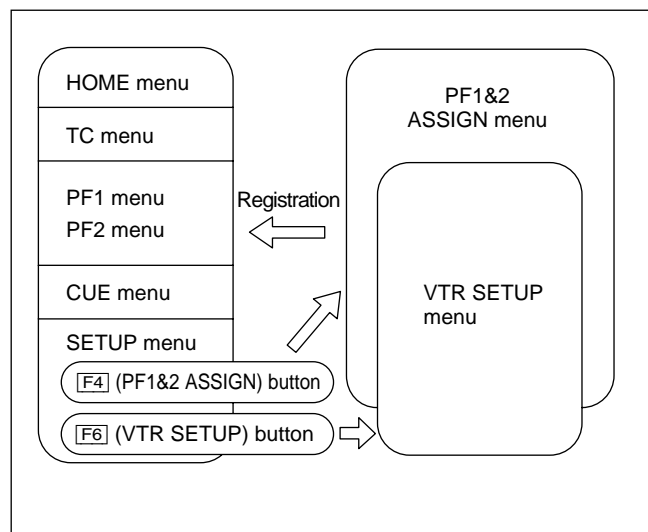 HOME menu
TC menu
PF1 menu
PF2 menu
CUE menu
SETUP menu
F4 (PF1&2 ASSIGN) button
F6 (VTR SETUP) button
Registration
PF1&2
ASSIGN menu
VTR SETUP
menu